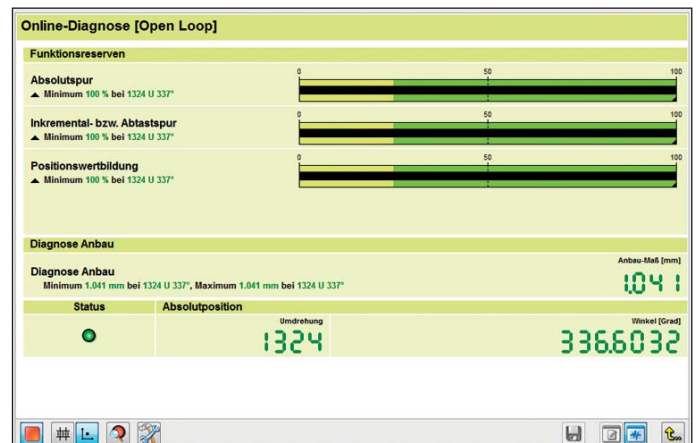 Online-Diagnose [Open Loop]
Funktionsreserven
Absolutspur
0 50 100
Minimum 100 % bei 1324 U 337°
Inkremental- bzw. Abtastspur
0 50 100
Minimum 100 % bei 1324 U 337°
Positionswertbildung
0 50 100
Minimum 100 % bei 1324 U 337°
Diagnose Anbau
Anbau-Maß [mm]
Diagnose Anbau
Minimum 1.041 mm bei 1324 U 337°, Maximum 1.041 mm bei 1324 U 337°
1.041
Status Absolutposition
Umdrehung Winkel [Grad]
1324 336.6032